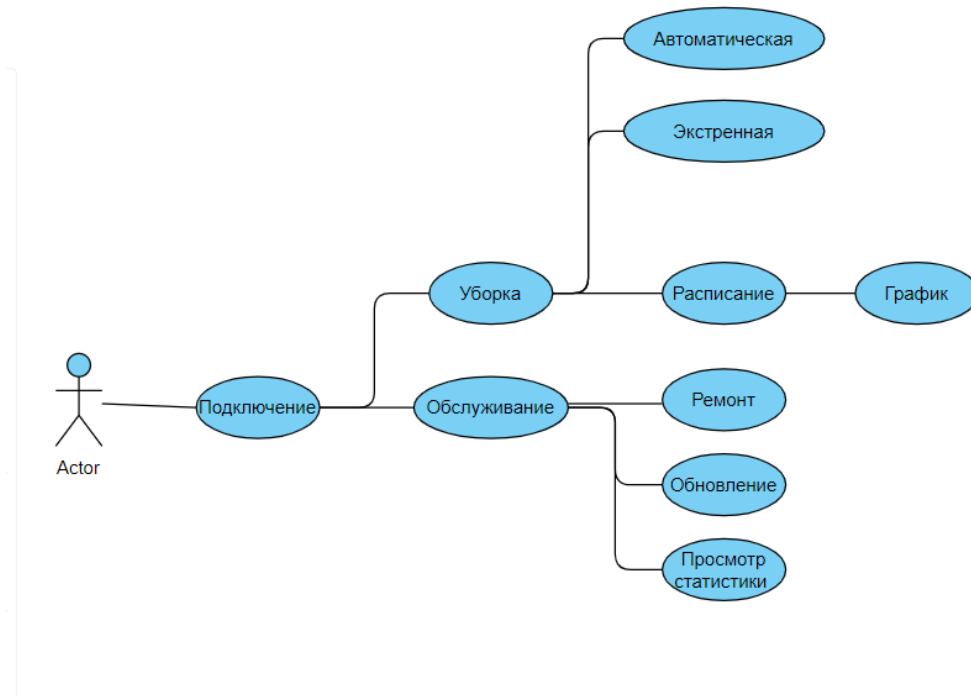 Автоматическая
Экстренная
Уборка
Расписание
График
Подключение
Обслуживание
Ремонт
Actor
Обновление
Просмотр
статистики